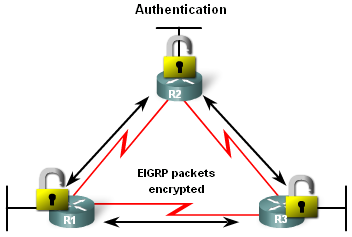 Authentication
R2
EIGRP packets
encrypted
R1
R3